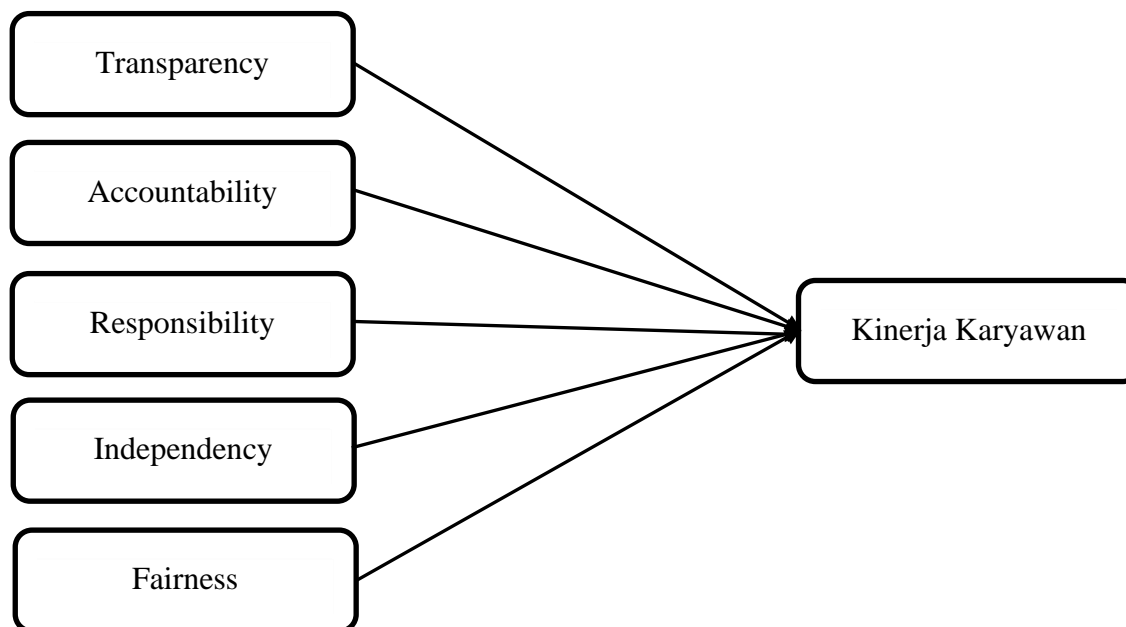 Transparency
Accountability
Responsibility
Independency
Fairness
Kinerja Karyawan